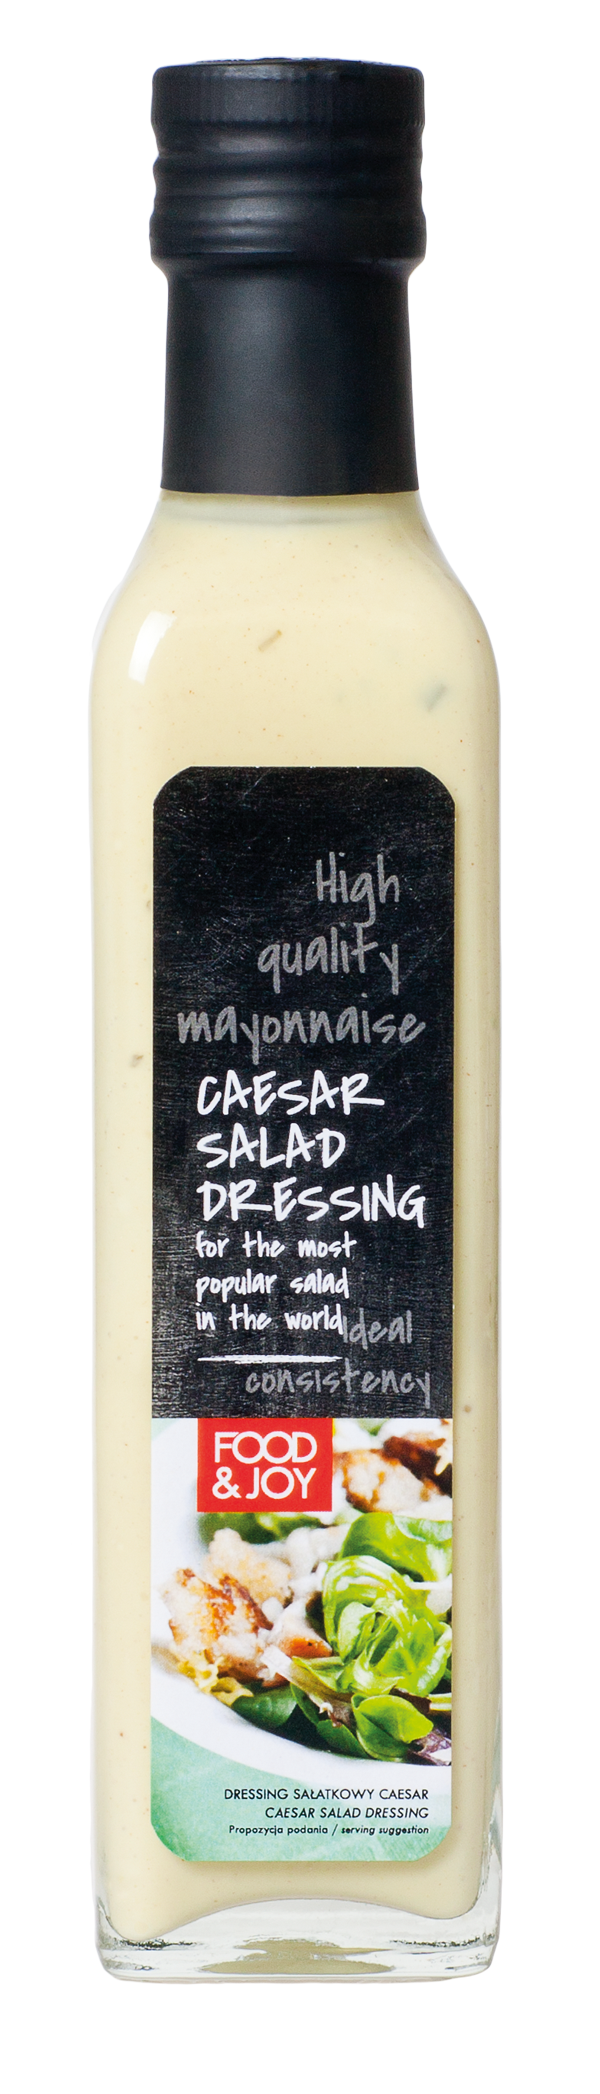 High
quality
mayonnaise
CAESAR
SALAD
DRESSING
for the most
popular salad
in the world
Ideal
consistency
FOOD
& JOY
DRESSING SAŁATKOWY CAESAR
CAESAR SALAD DRESSING
Propozycja podania / serving suggestion